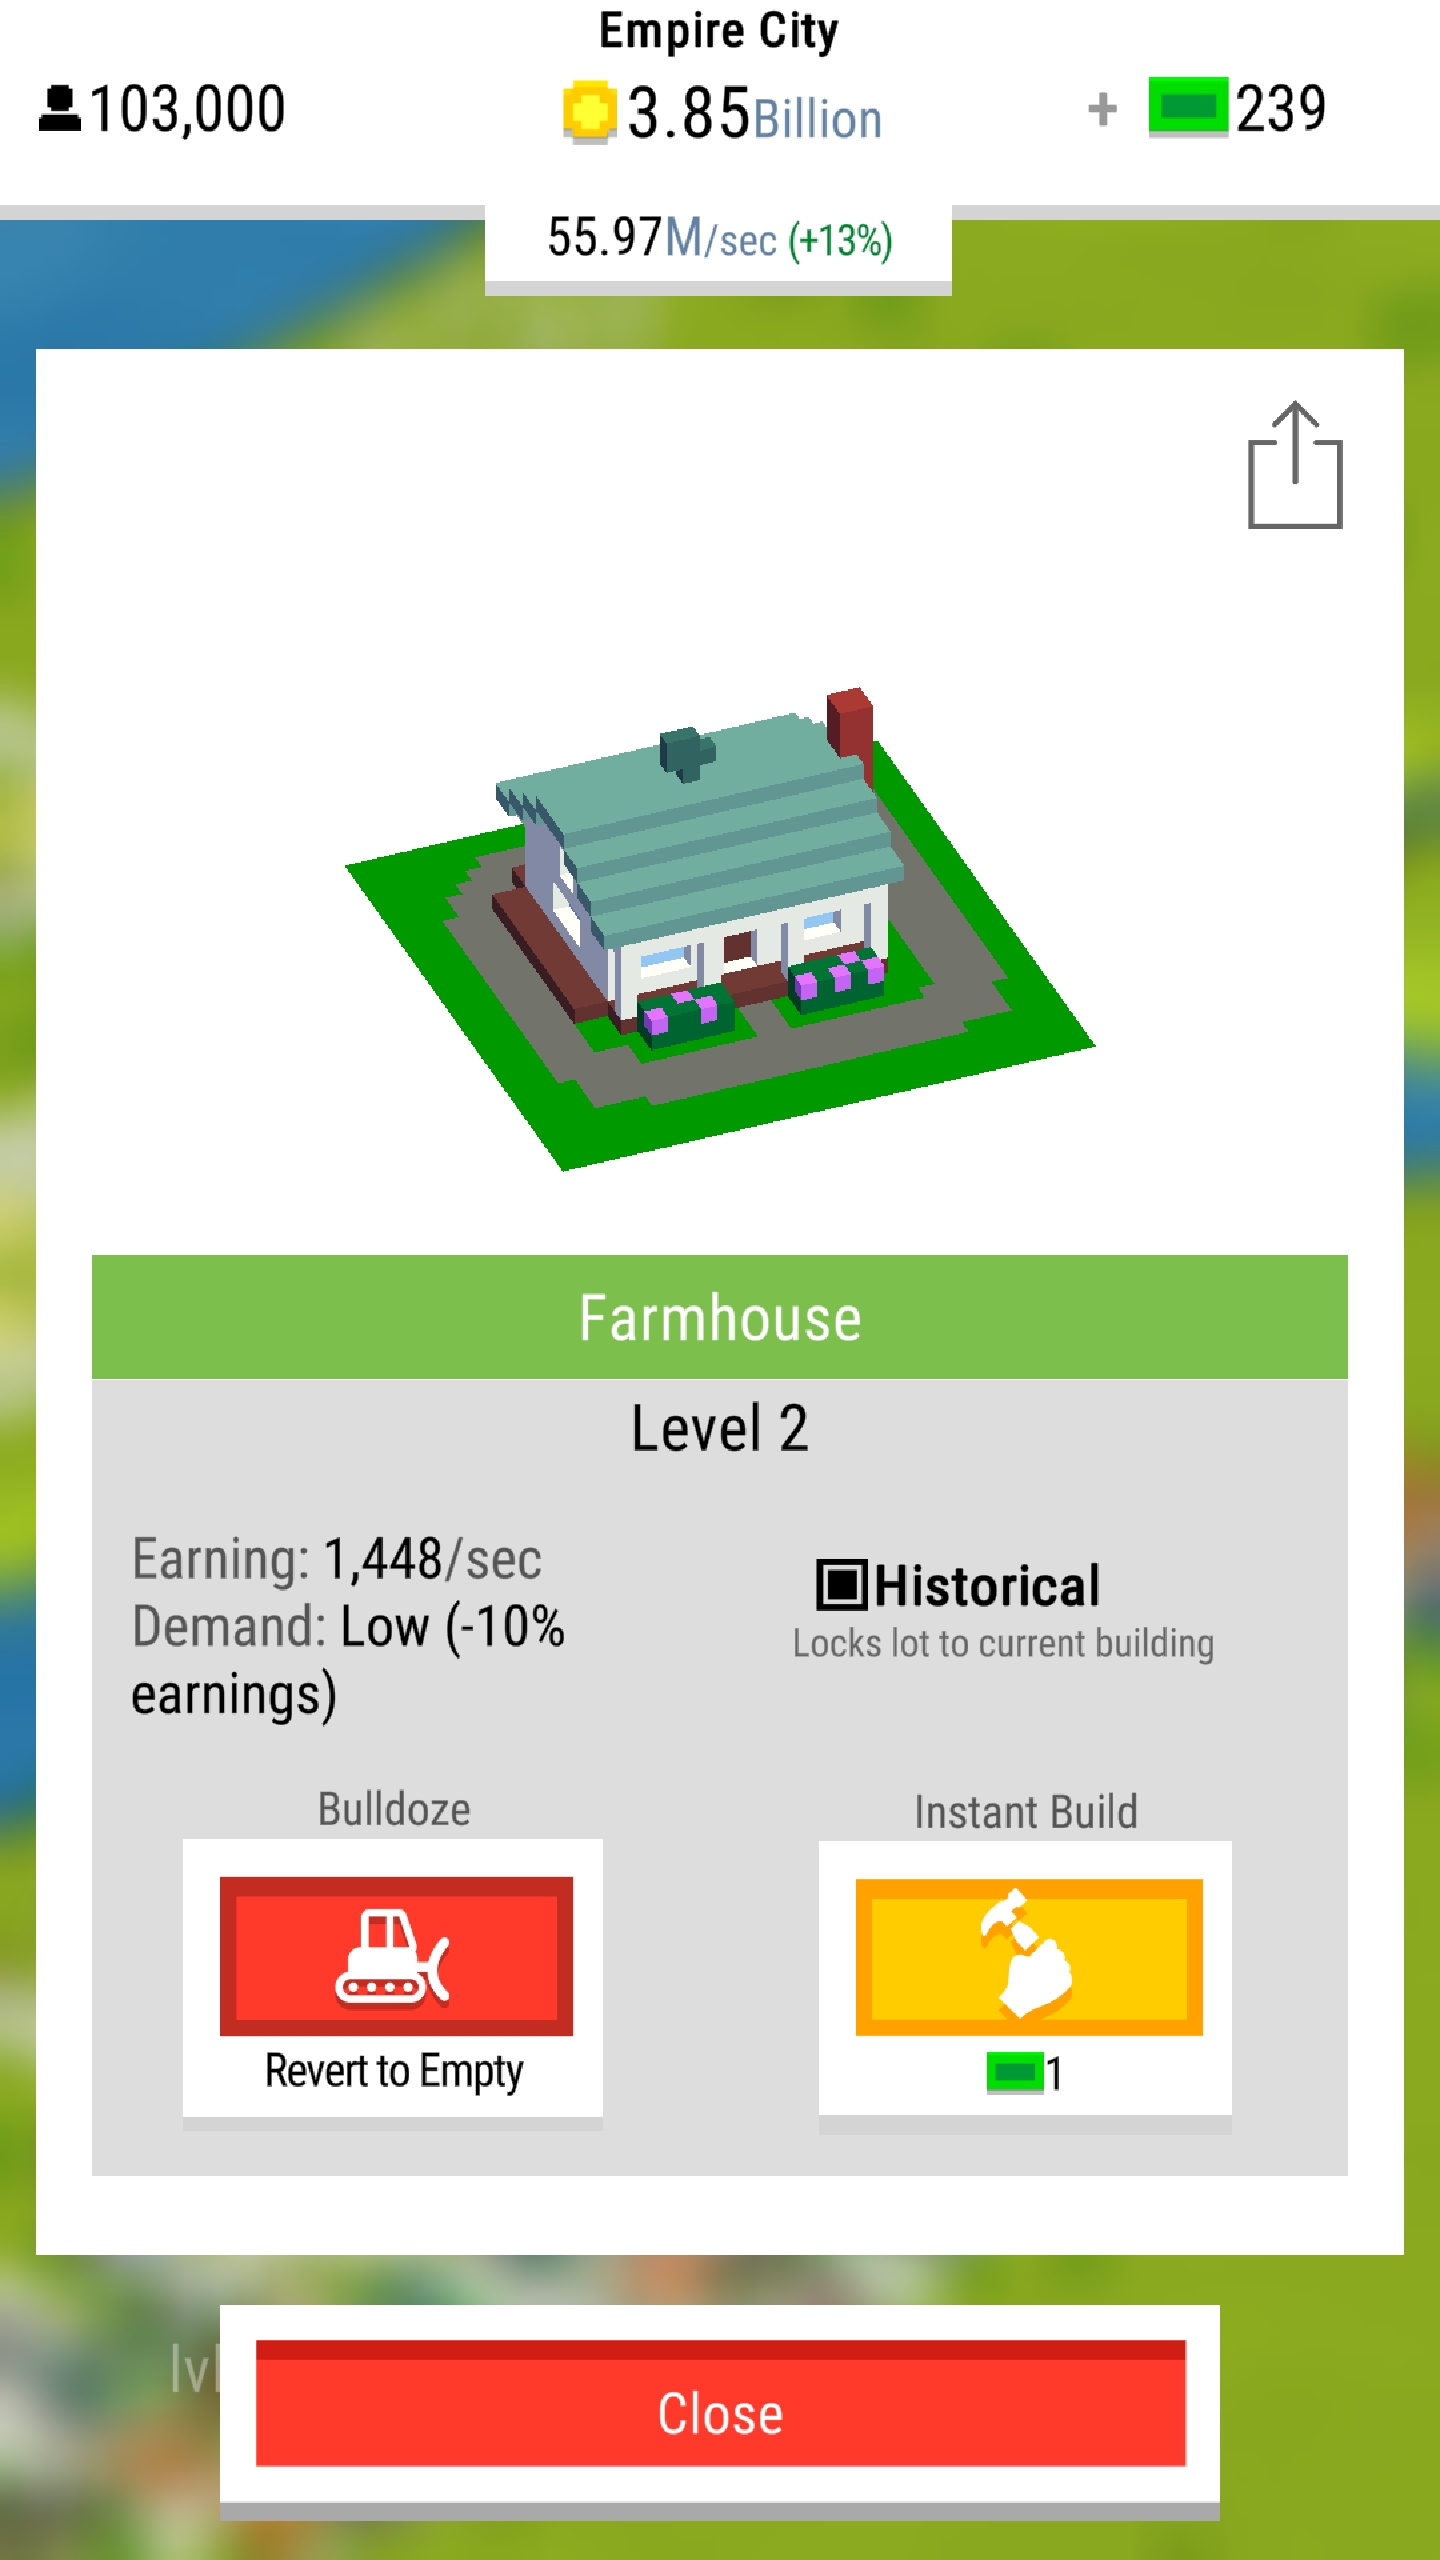 Empire City
103,000
3.85Billion
+ 239
55.97M/sec (+13%)
Farmhouse
Level 2
Earning: 1,448/sec
Demand: Low (-10%
earnings)
Historical
Locks lot to current building
Bulldoze
Revert to Empty
Instant Build
1
lvl
Close